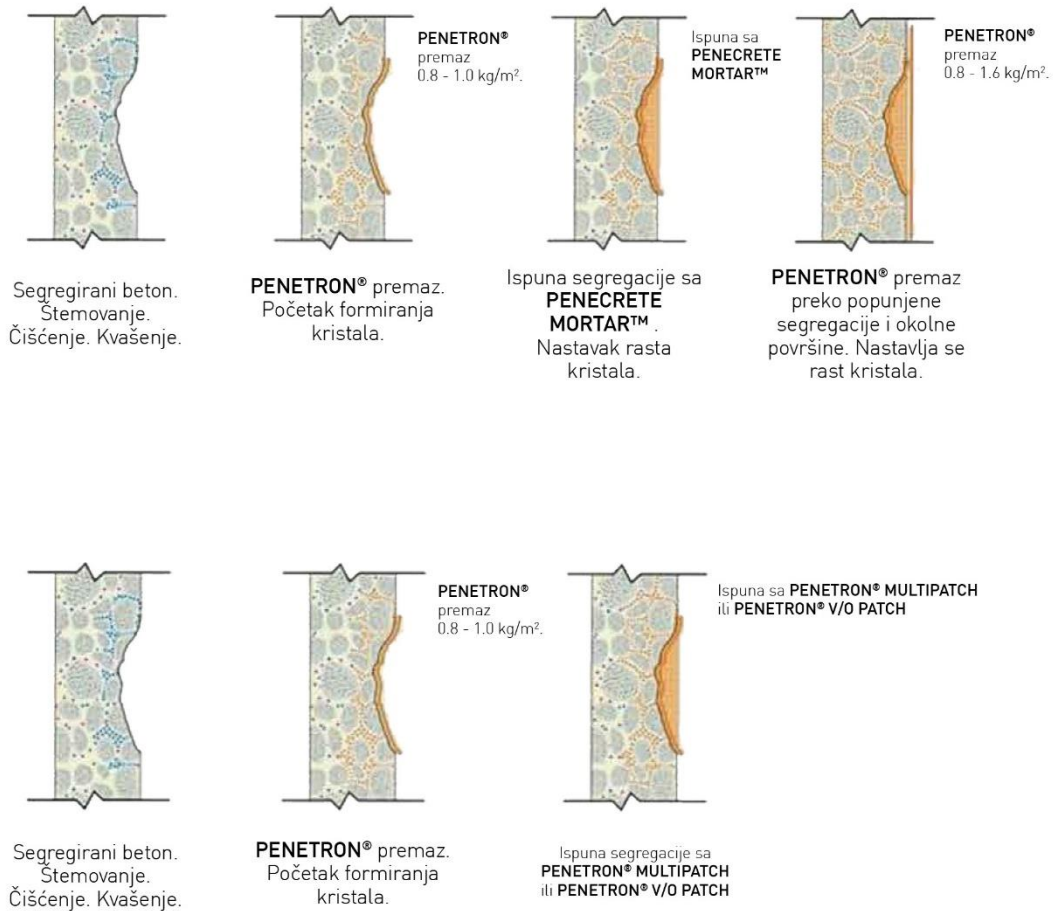 PENETRON®
premaz
0.8 - 1.0 kg/m².
Ispuna sa
PENECRETE
MORTAR™
PENETRON®
premaz
0.8 - 1.6 kg/m².
Segregirani beton.
Štemovanje.
Čišćenje. Kvašenje.
PENETRON® premaz.
Početak formiranja
kristala.
Ispuna segregacije sa
PENECRETE
MORTAR™ .
Nastavak rasta
kristala.
PENETRON® premaz
preko popunjene
segregacije i okolne
površine. Nastavlja se
rast kristala.
PENETRON®
premaz
0.8 - 1.0 kg/m².
Ispuna sa PENETRON® MULTIPATCH
ili PENETRON® V/O PATCH
Segregirani beton.
Štemovanje.
Čišćenje. Kvašenje.
PENETRON® premaz.
Početak formiranja
kristala.
Ispuna segregacije sa
PENETRON® MULTIPATCH
ili PENETRON® V/O PATCH